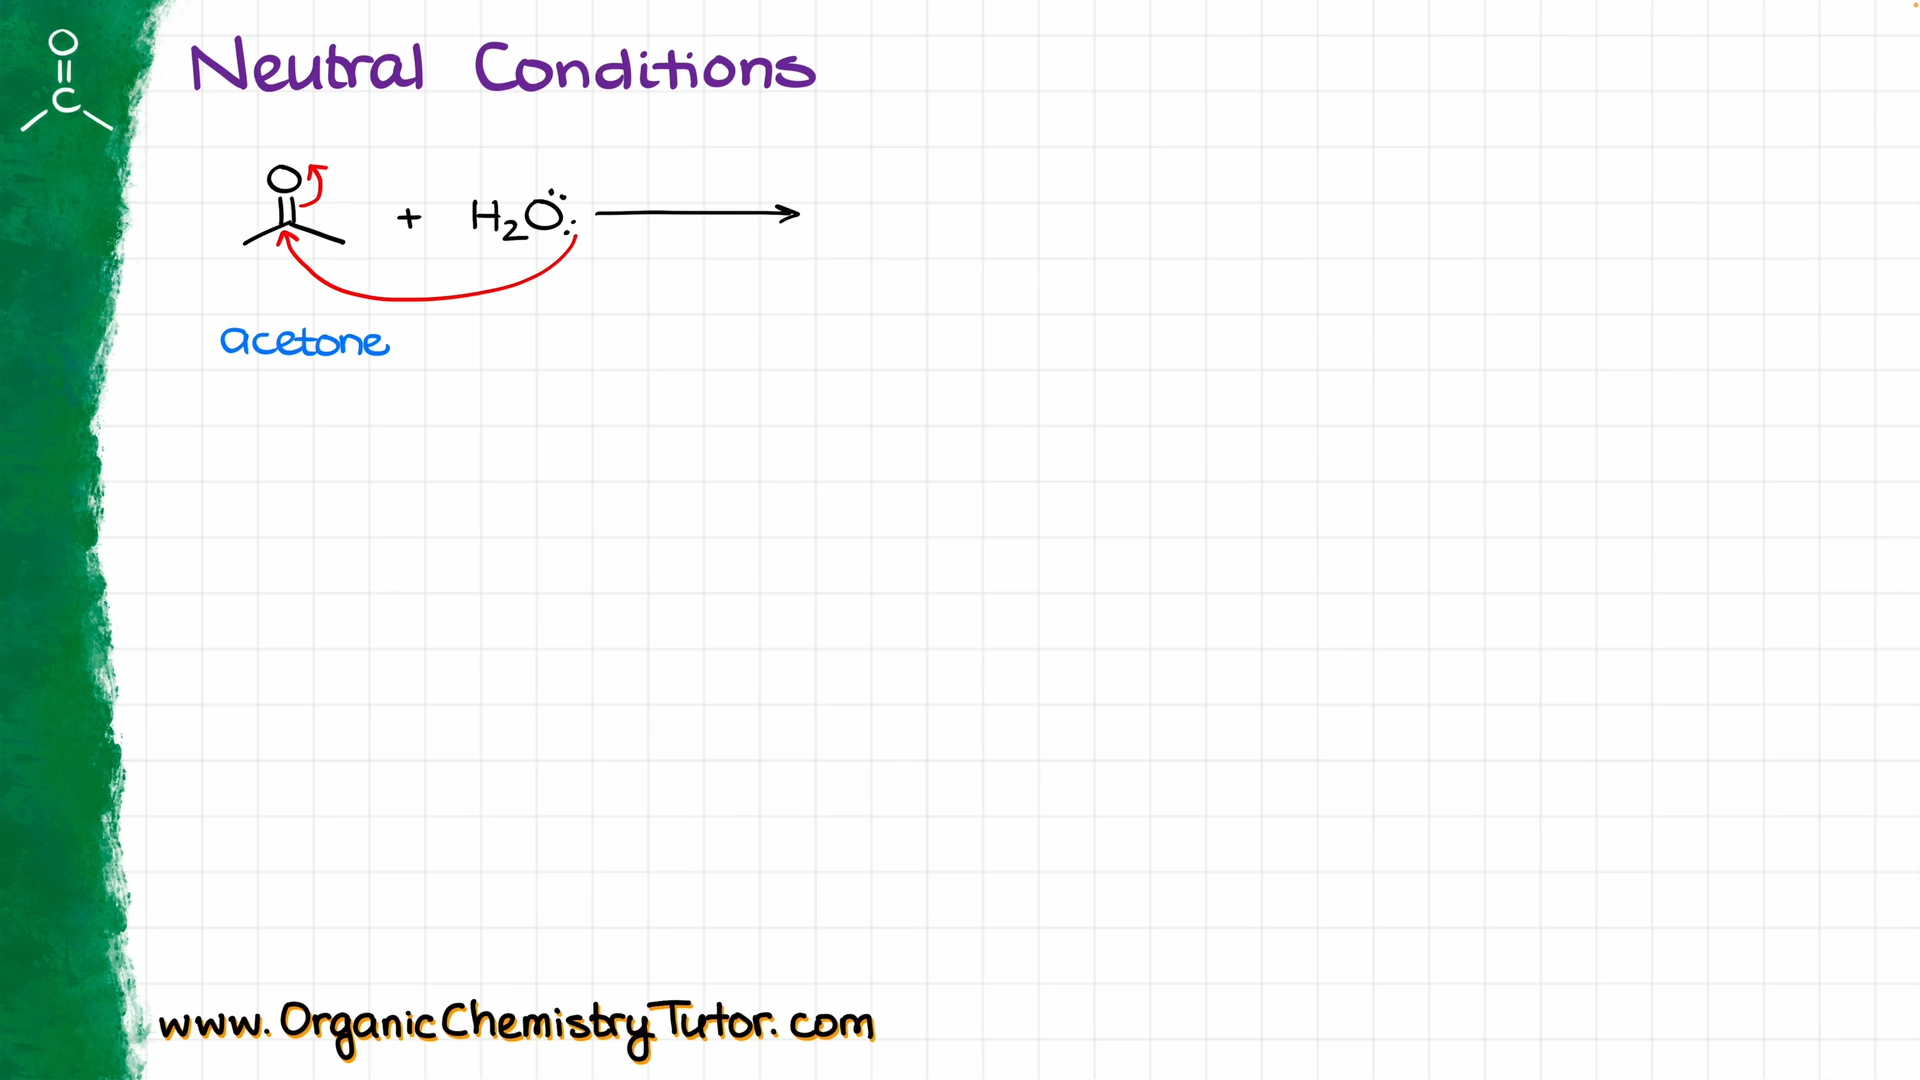 O
C
Neutral Conditions
O
+ H₂O
acetone
www.OrganicChemistryTutor.com